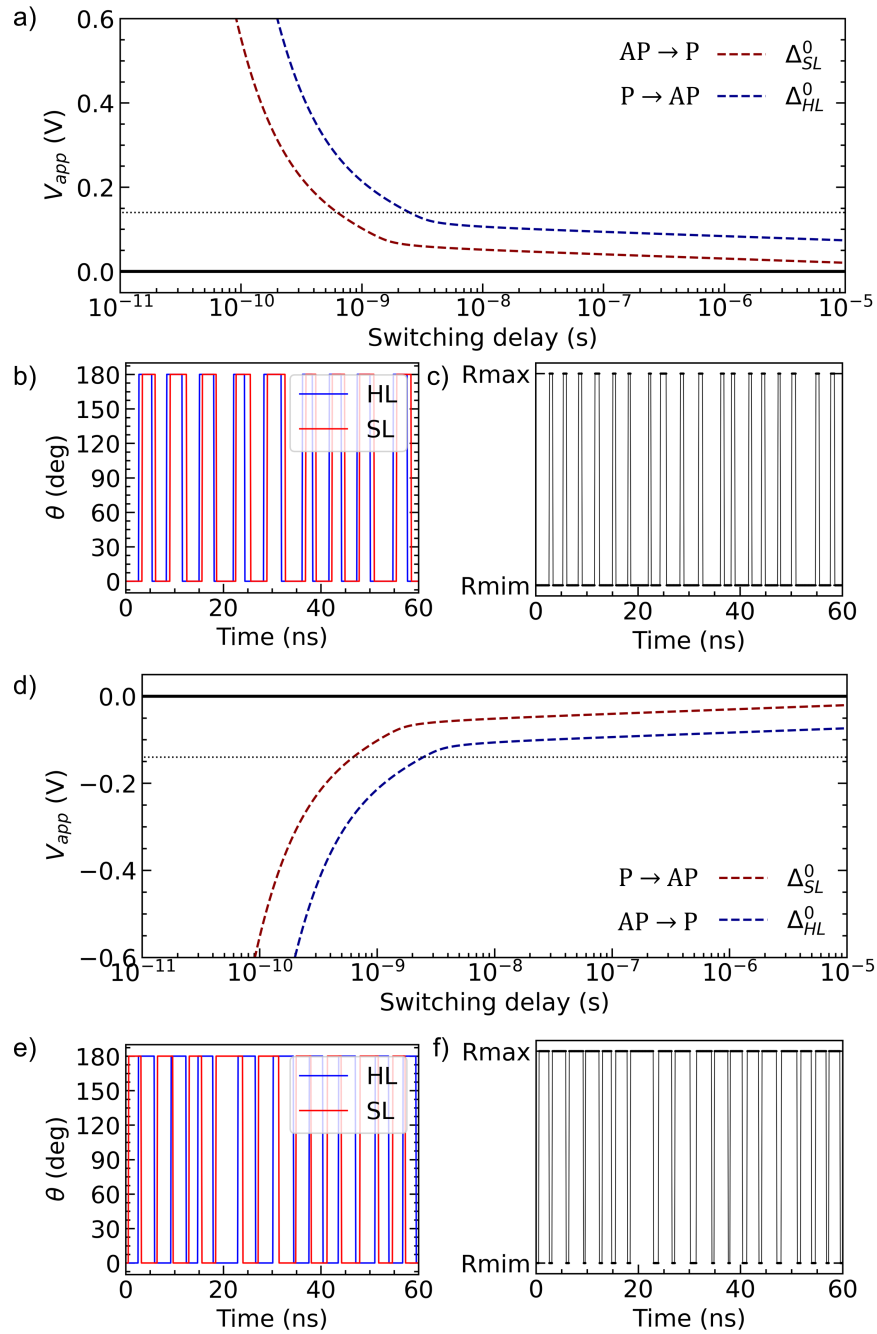 a)
0.6
0.4
0.2
0.0
V_app (V)
AP → P Δ⁰_SL
P → AP Δ⁰_HL
10⁻¹¹ 10⁻¹⁰ 10⁻⁹ 10⁻⁸ 10⁻⁷ 10⁻⁶ 10⁻⁵
Switching delay (s)
b)
180
150
120
90
60
30
0
θ (deg)
HL
SL
0 20 40 60
Time (ns)
c)
Rmax
Rmim
0 20 40 60
Time (ns)
d)
0.0
−0.2
−0.4
−0.6
V_app (V)
P → AP Δ⁰_SL
AP → P Δ⁰_HL
10⁻¹¹ 10⁻¹⁰ 10⁻⁹ 10⁻⁸ 10⁻⁷ 10⁻⁶ 10⁻⁵
Switching delay (s)
e)
180
150
120
90
60
30
0
θ (deg)
HL
SL
0 20 40 60
Time (ns)
f)
Rmax
Rmim
0 20 40 60
Time (ns)